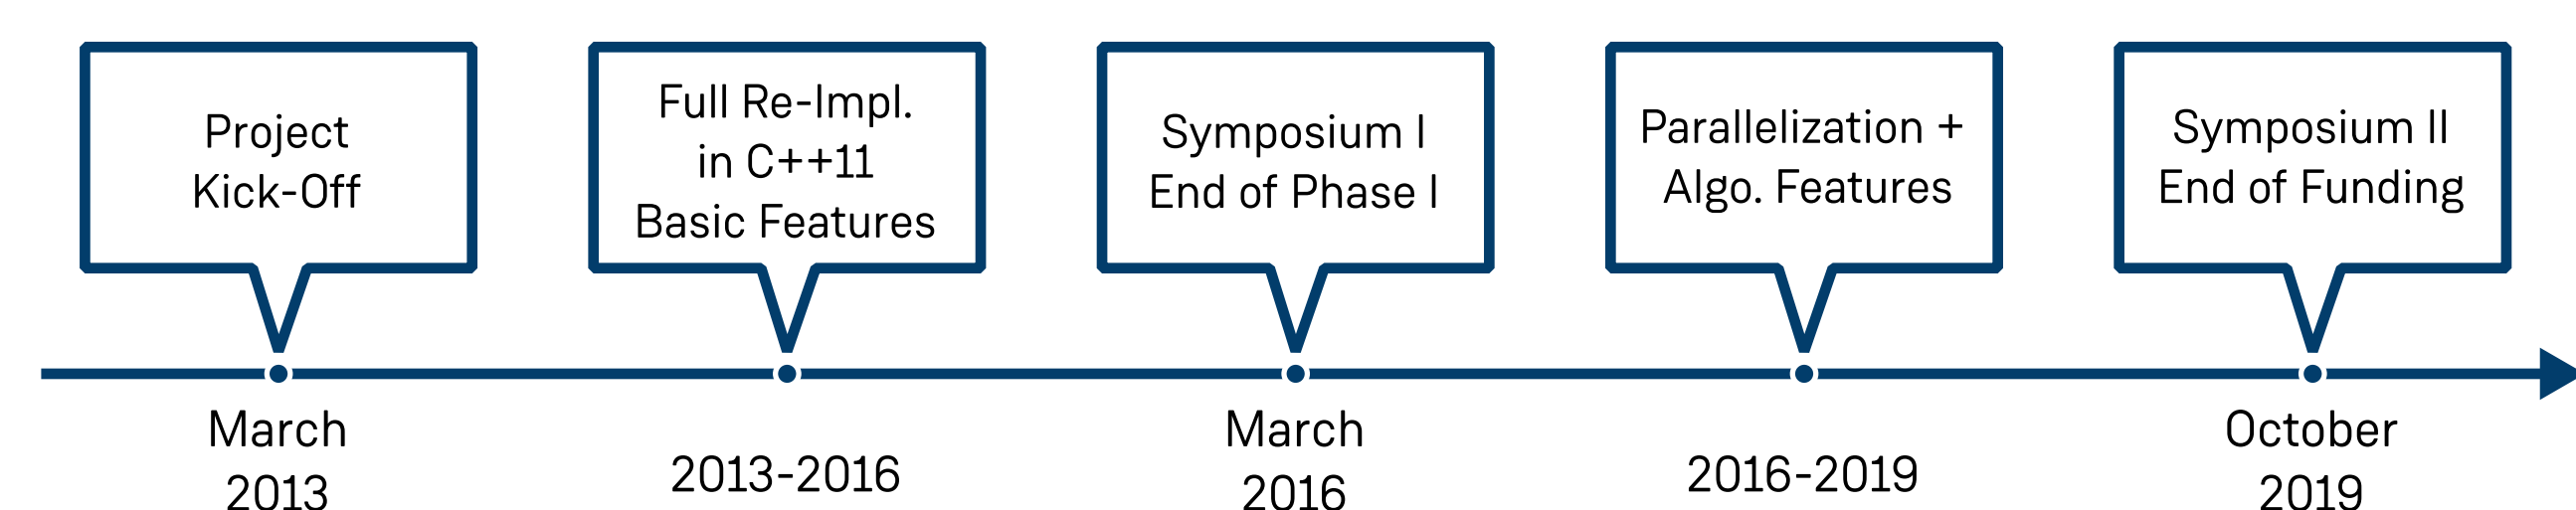 Project
Kick-Off
Full Re-Impl.
in C++11
Basic Features
Symposium I
End of Phase I
Parallelization +
Algo. Features
Symposium II
End of Funding
March
2013
2013-2016
March
2016
2016-2019
October
2019